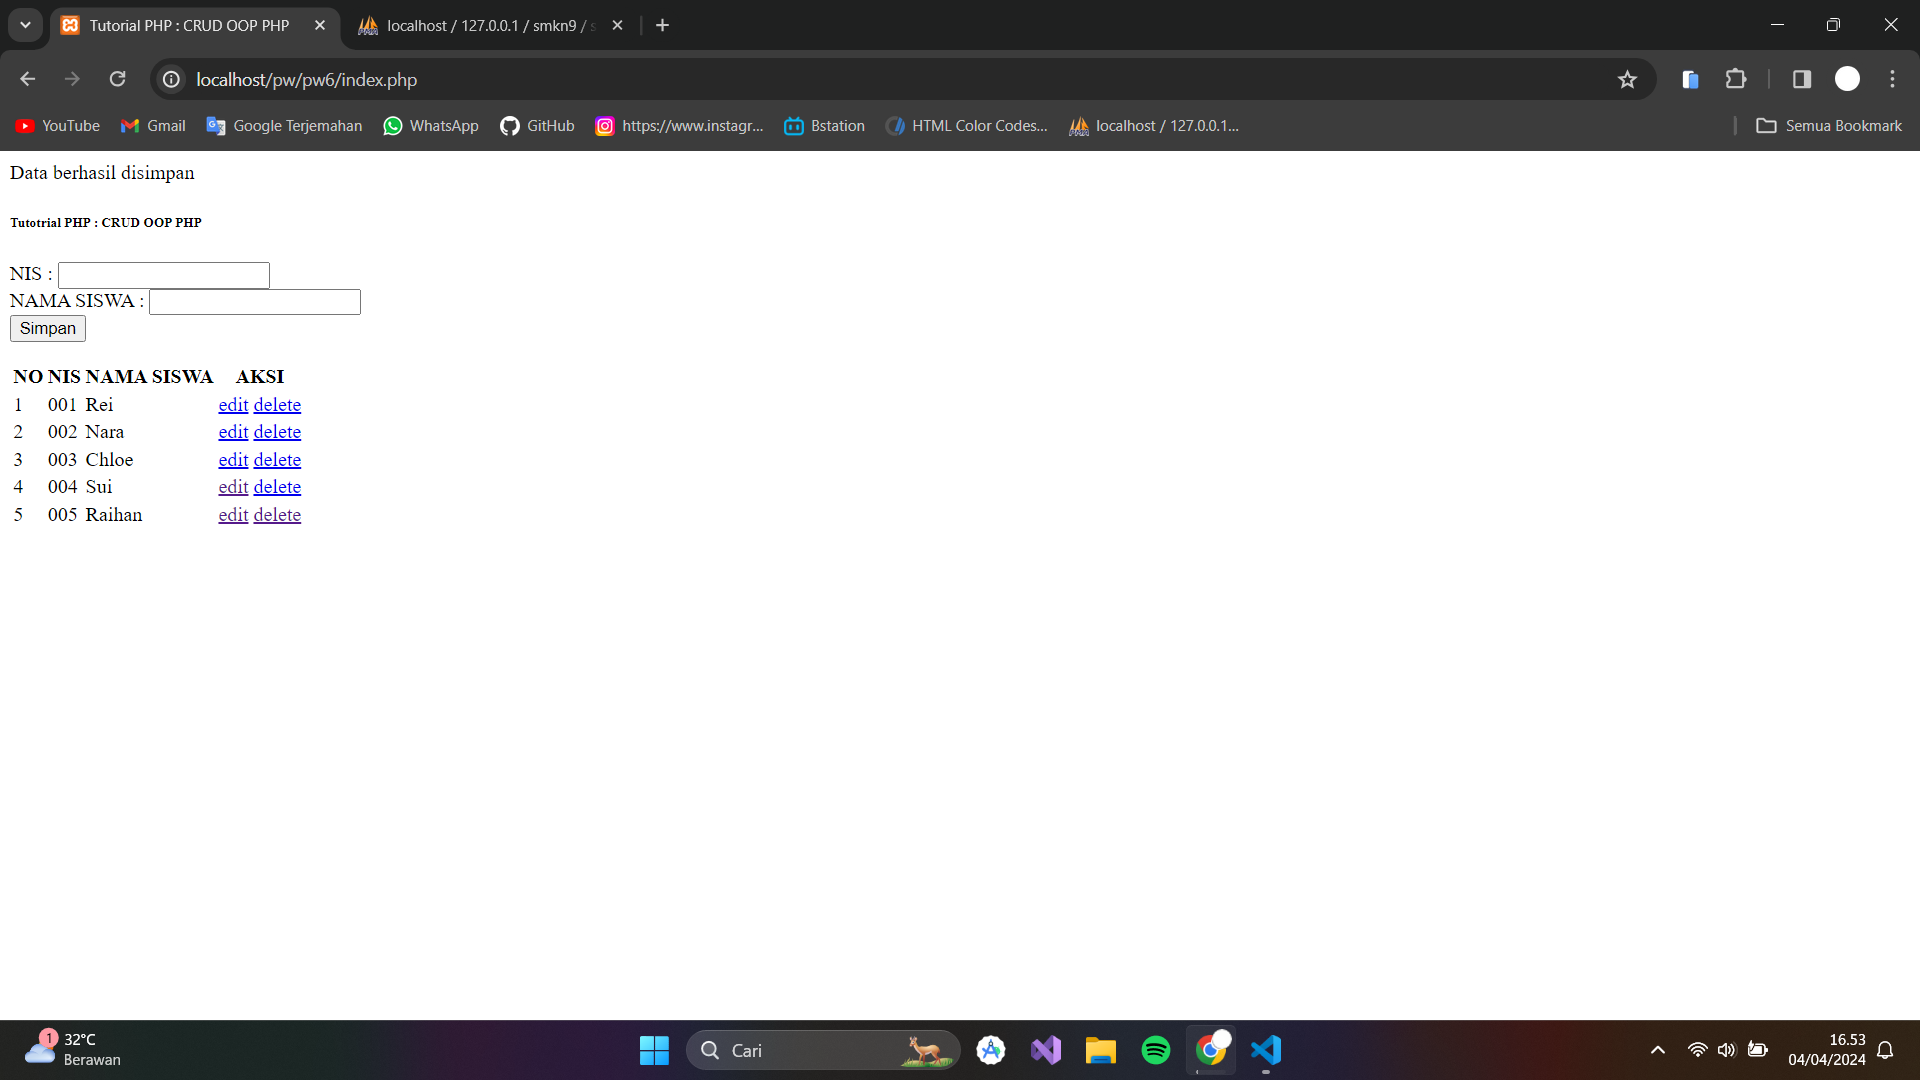 Tutorial PHP : CRUD OOP PHP
localhost / 127.0.0.1 / smkn9 / s
localhost/pw/pw6/index.php
YouTube Gmail Google Terjemahan WhatsApp GitHub https://www.instagr... Bstation HTML Color Codes... localhost / 127.0.0.1... Semua Bookmark
Data berhasil disimpan
Tutotrial PHP : CRUD OOP PHP
NIS :
NAMA SISWA :
Simpan
NO NIS NAMA SISWA AKSI
1 001 Rei edit delete
2 002 Nara edit delete
3 003 Chloe edit delete
4 004 Sui edit delete
5 005 Raihan edit delete
1
32°C
Berawan
Cari
16.53
04/04/2024